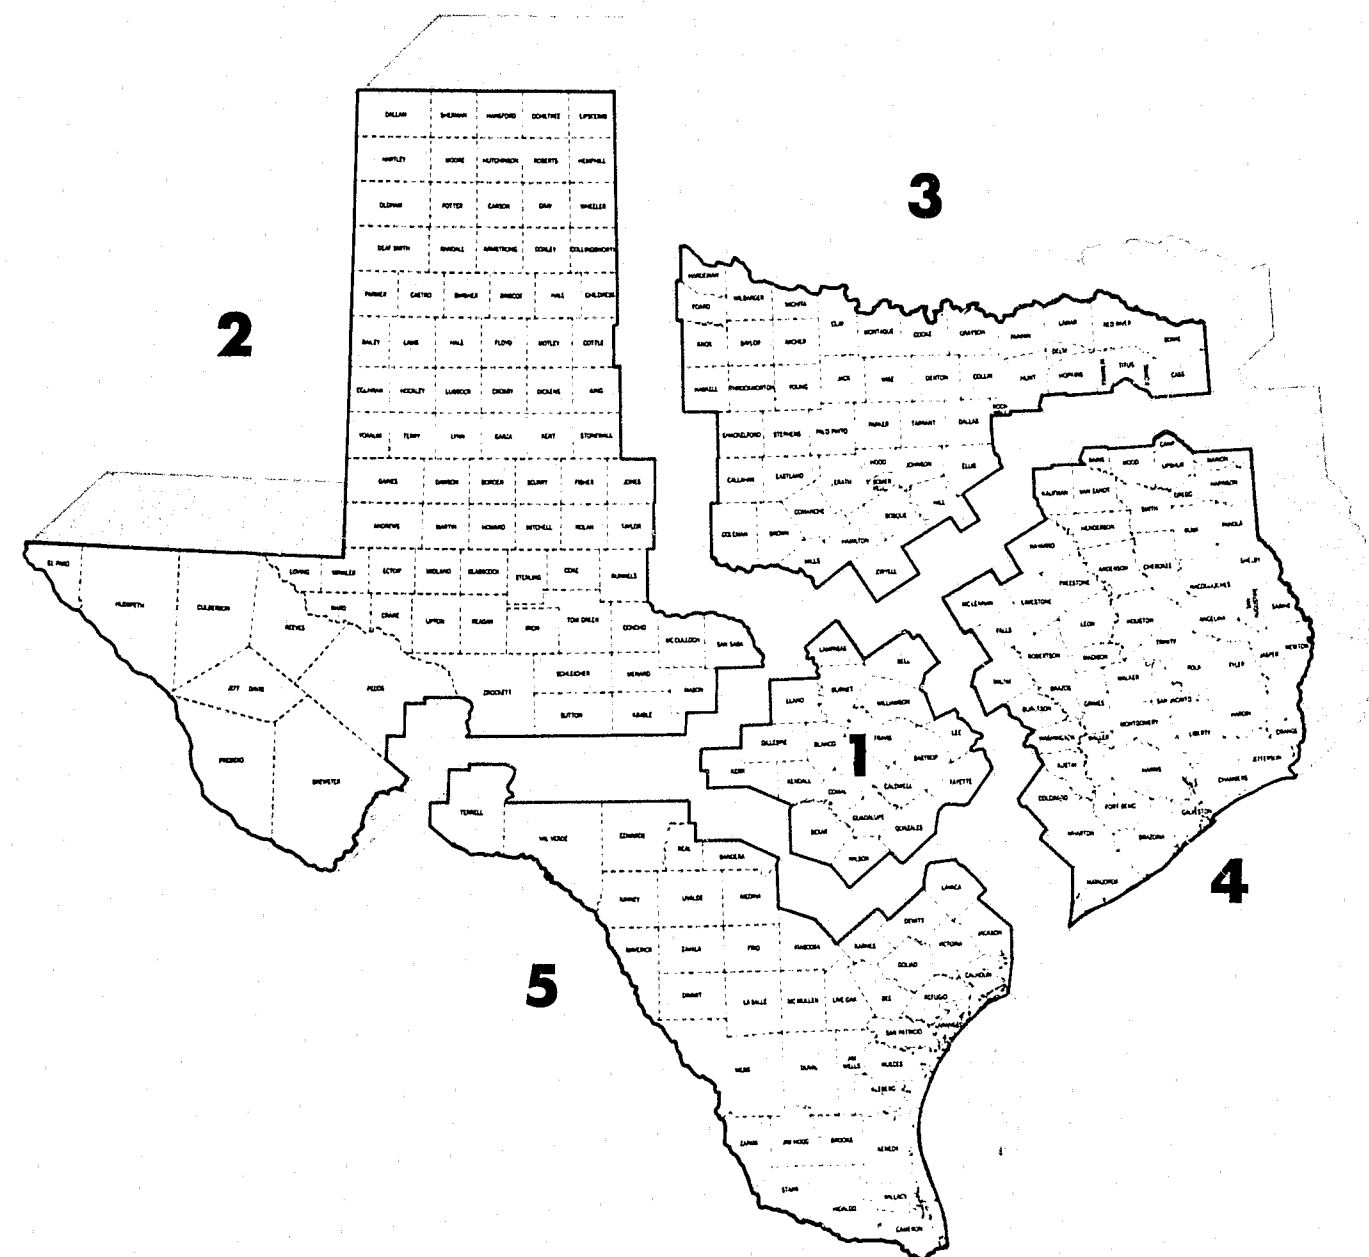 DALLAM SHERMAN HANSFORD OCHILTREE LIPSCOMB
HARTLEY MOORE HUTCHINSON ROBERTS HEMPHILL
3
OLDHAM POTTER CARSON GRAY WHEELER
DEAF SMITH RANDALL ARMSTRONG DONLEY COLLINGSWORTH
PARMER CASTRO SWISHER BRISCOE HALL CHILDRESS
2
BAILEY LAMB HALE FLOYD MOTLEY COTTLE
COCHRAN HOCKLEY LUBBOCK CROSBY DICKENS KING
YOAKUM TERRY LYNN GARZA KENT STONEWALL
GAINES DAWSON BORDEN SCURRY FISHER JONES
ANDREWS MARTIN HOWARD MITCHELL NOLAN TAYLOR
EL PASO LOVING WINKLER ECTOR MIDLAND GLASSCOCK STERLING COKE RUNNELS
HUDSPETH CULBERSON REEVES WARD CRANE UPTON REAGAN IRION TOM GREEN CONCHO MC CULLOCH SAN SABA
JEFF DAVIS PECOS CROCKETT SCHLEICHER MENARD MASON
SUTTON KIMBLE
PRESIDIO BREWSTER
HARDEMAN
FOARD WILBARGER WICHITA
CLAY MONTAGUE COOKE GRAYSON FANNIN LAMAR RED RIVER BOWIE
KNOX BAYLOR ARCHER DELTA
HASKELL THROCKMORTON YOUNG JACK WISE DENTON COLLIN HUNT HOPKINS TITUS CASS
ROCK
SHACKELFORD STEPHENS PALO PINTO PARKER TARRANT DALLAS
CALLAHAN EASTLAND ERATH HOOD SOMER VELL JOHNSON ELLIS
COMANCHE BOSQUE HILL
COLEMAN BROWN HAMILTON
MILLS CORYELL
CAMP
RAINS WOOD UPSHUR MARION
KAUFMAN VAN ZANDT SMITH GREGG HARRISON
HENDERSON RUSK PANOLA
NAVARRO ANDERSON CHEROKEE SHELBY
FREESTONE NACOGDOCHES SAN AUGUSTINE
MC LENNAN LIMESTONE SABINE
FALLS LEON HOUSTON ANGELINA
ROBERTSON MADISON TRINITY POLK TYLER JASPER NEWTON
MILAM BRAZOS WALKER SAN JACINTO
BURLESON GRIMES MONTGOMERY HARDIN
WASHINGTON WALLER LIBERTY ORANGE
AUSTIN HARRIS JEFFERSON
COLORADO FORT BEND CHAMBERS
WHARTON BRAZORIA GALVESTON
MATAGORDA
4
LAMPASAS BELL
LLANO BURNET WILLIAMSON
GILLESPIE BLANCO TRAVIS LEE
1
KERR KENDALL BASTROP
COMAL CALDWELL FAYETTE
BEXAR GUADALUPE GONZALES
WILSON
TERRELL VAL VERDE EDWARDS REAL BANDERA
KINNEY UVALDE MEDINA LAVACA
MAVERICK ZAVALA FRIO ATASCOSA KARNES DEWITT VICTORIA JACKSON
5
GOLIAD CALHOUN
DIMMIT LA SALLE MC MULLEN LIVE OAK BEE REFUGIO
SAN PATRICIO ARANSAS
WEBB DUVAL JIM WELLS NUECES
KLEBERG
ZAPATA JIM HOGG BROOKS KENEDY
STARR HIDALGO WILLACY
CAMERON